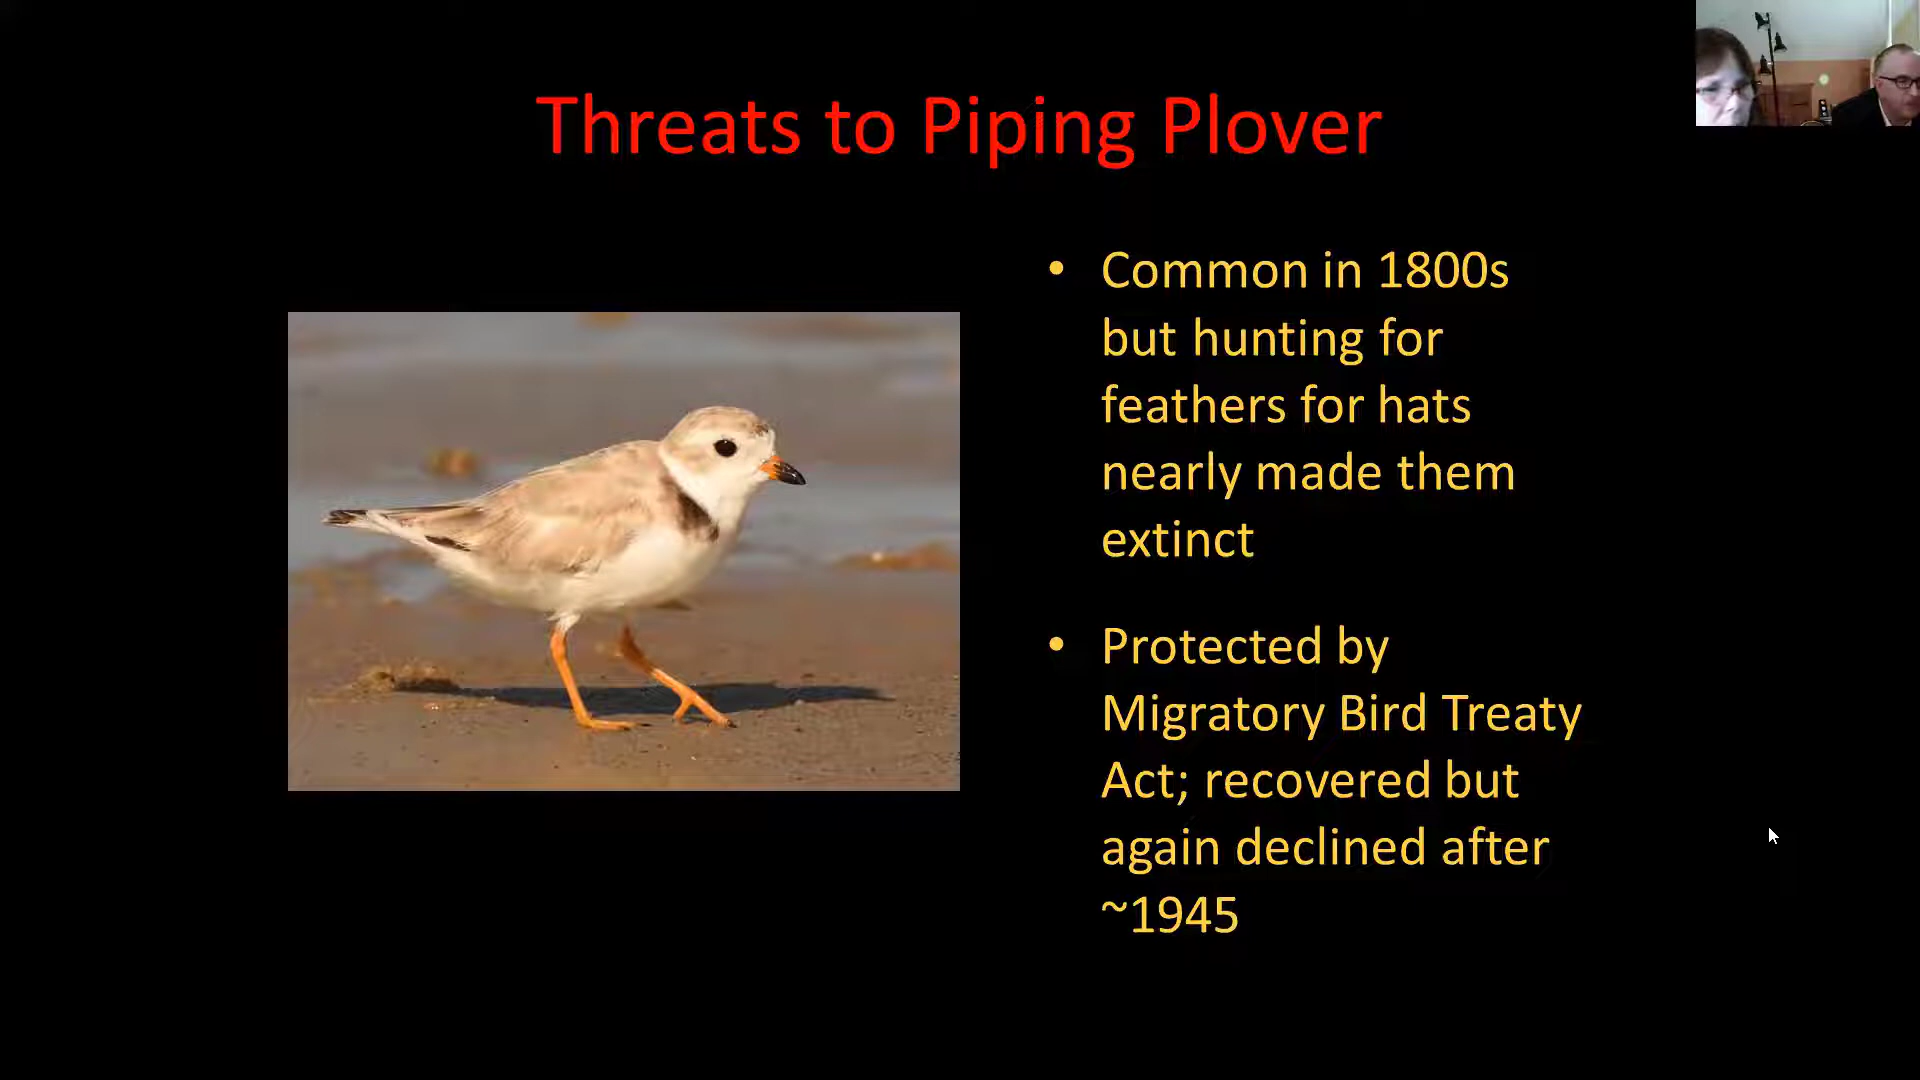 Threats to Piping Plover
• Common in 1800s
but hunting for
feathers for hats
nearly made them
extinct
• Protected by
Migratory Bird Treaty
Act; recovered but
again declined after
~1945